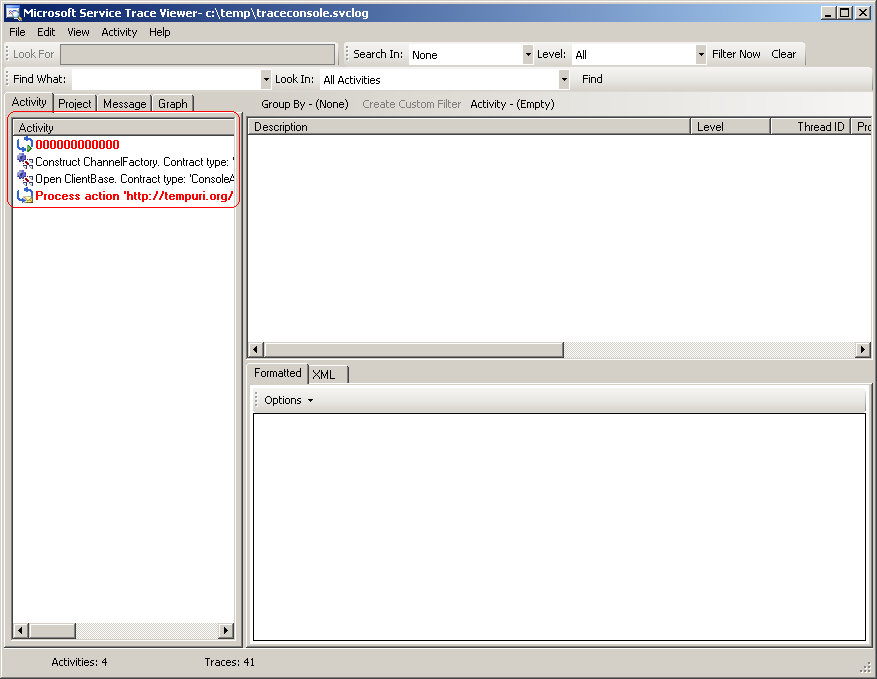 Microsoft Service Trace Viewer- c:\temp\traceconsole.svclog
File Edit View Activity Help
Look For Search In: None Level: All Filter Now Clear
Find What: Look In: All Activities Find
Activity Project Message Graph Group By - (None) Create Custom Filter Activity - (Empty)
Activity Description Level Thread ID Pro
000000000000
Construct ChannelFactory. Contract type: '
Open ClientBase. Contract type: 'ConsoleA
Process action 'http://tempuri.org/
Formatted XML
Options
Activities: 4 Traces: 41